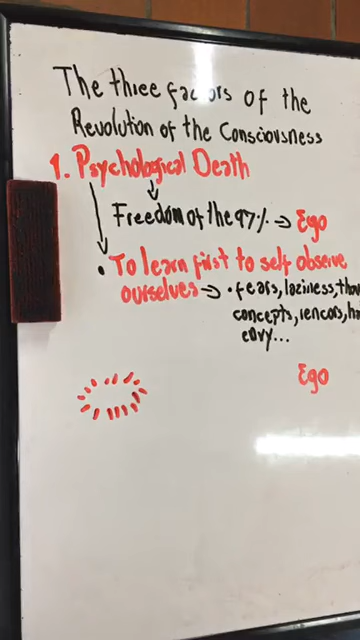 The three factors of the
Revolution of the Consciousness
1. Psychological Death
Freedom of the 97% → Ego
• To learn first to self observe
ourselves → • fears, laziness,
concepts, rencors,
envy...
Ego